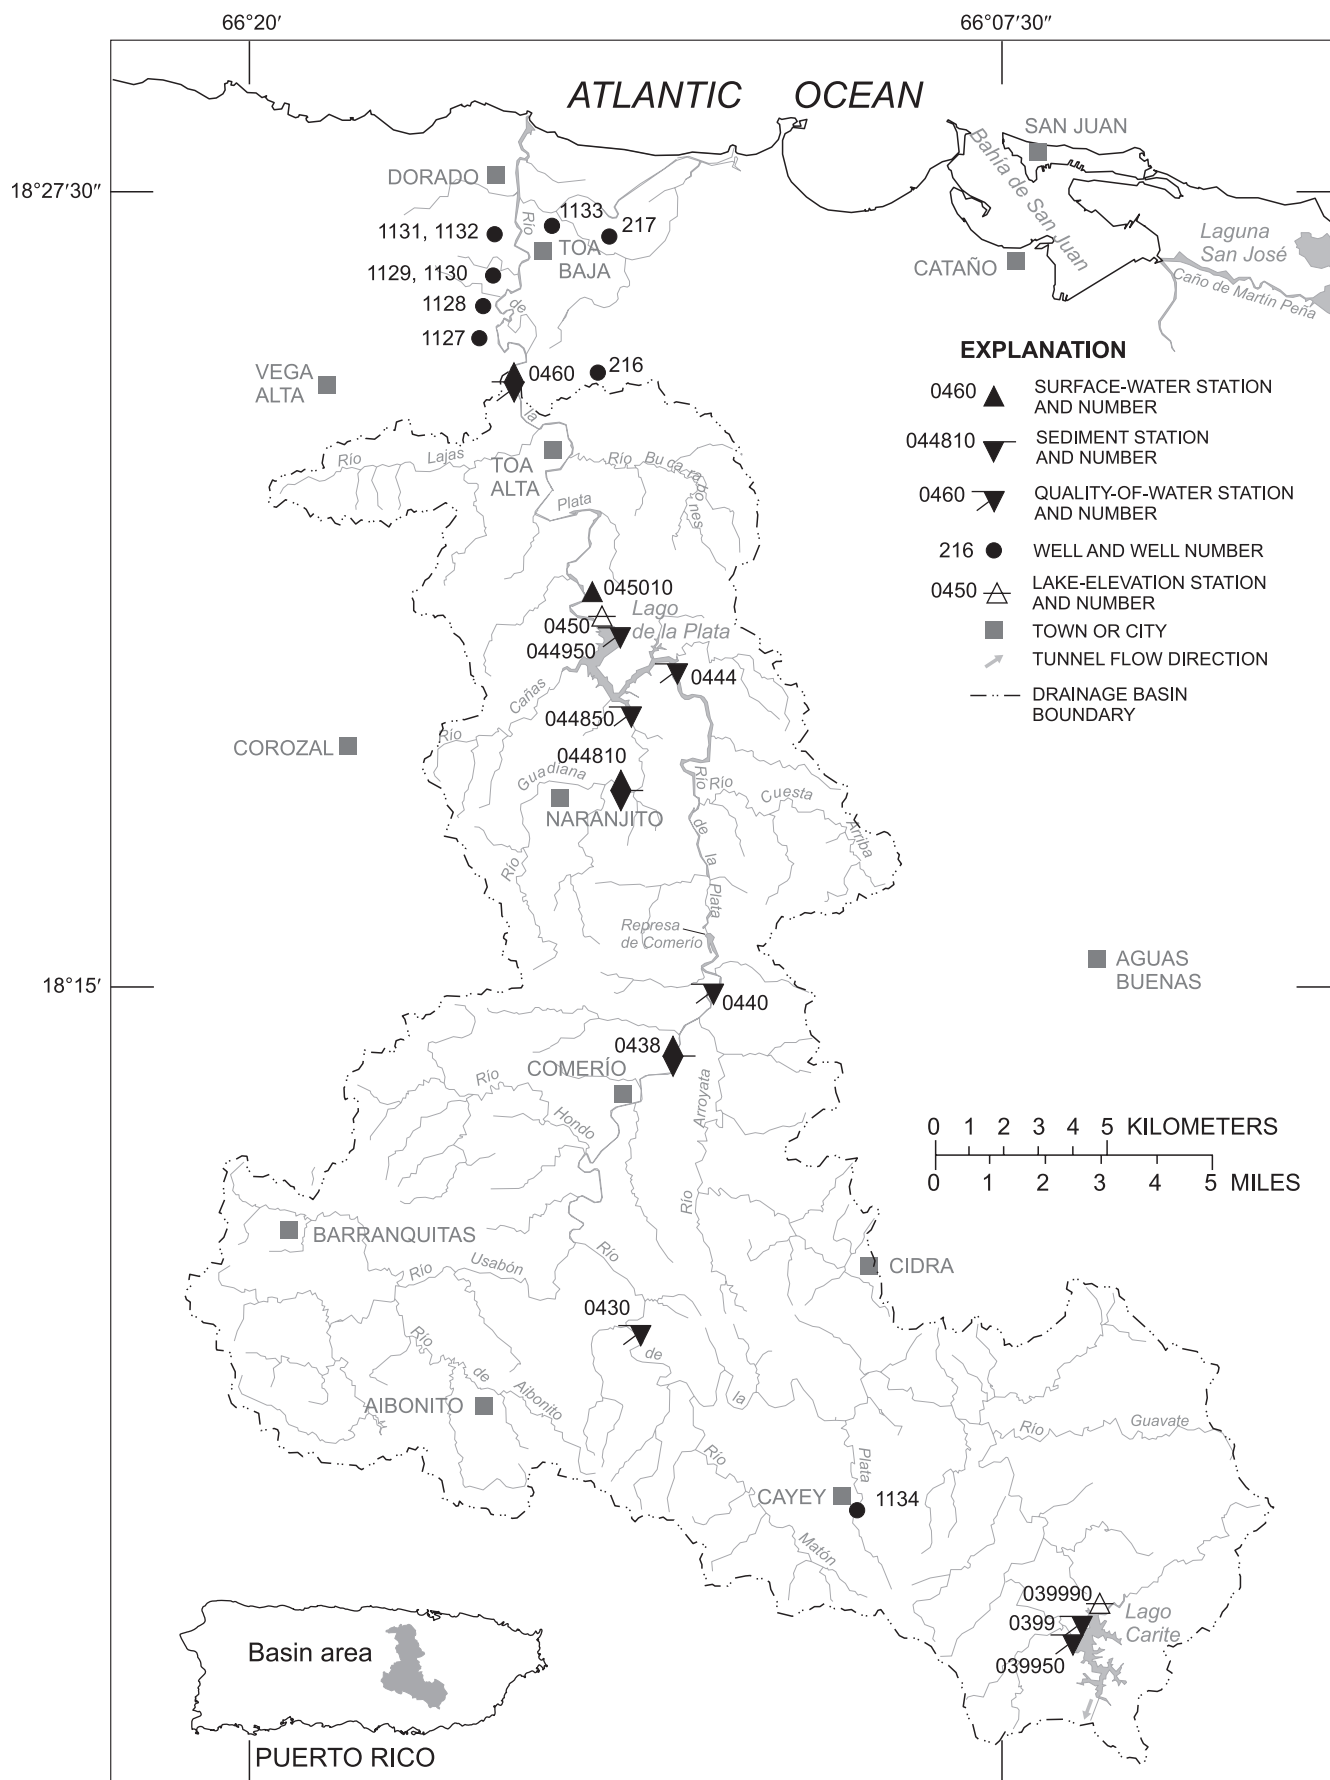 66°20′
66°07′30″
ATLANTIC OCEAN
SAN JUAN
Bahía de San Juan
DORADO
18°27′30″
1133
217
1131, 1132
Río
TOA
BAJA
Laguna
San José
CATAÑO
1129, 1130
Caño de Martín Peña
1128
de
1127
EXPLANATION
VEGA
ALTA
0460
216
0460
SURFACE-WATER STATION
AND NUMBER
la
044810
SEDIMENT STATION
AND NUMBER
Río Lajas
TOA
ALTA
Río Bucarabones
0460
QUALITY-OF-WATER STATION
AND NUMBER
Plata
216
WELL AND WELL NUMBER
045010
0450
LAKE-ELEVATION STATION
AND NUMBER
Lago
de la Plata
0450
044950
TOWN OR CITY
0444
TUNNEL FLOW DIRECTION
Río Cañas
044850
DRAINAGE BASIN
BOUNDARY
COROZAL
044810
Guadiana
Río
Río Cuesta Arriba
NARANJITO
de
la
Río
Plata
Represa
de Comerío
AGUAS
BUENAS
18°15′
0440
0438
COMERÍO
Río Hondo
Río Arroyata
0 1 2 3 4 5 KILOMETERS
0 1 2 3 4 5 MILES
BARRANQUITAS
Río
Río Usabón
CIDRA
0430
de
Río de Aibonito
la
AIBONITO
Río Guavate
Río Matón
Plata
CAYEY
1134
039990
Lago
Carite
0399
039950
Basin area
PUERTO RICO